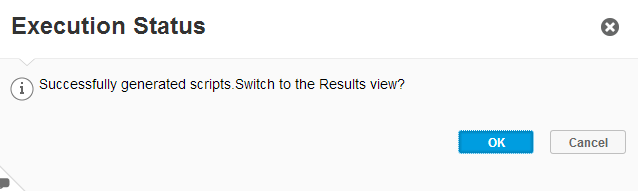 Execution Status
Successfully generated scripts.Switch to the Results view?
OK
Cancel